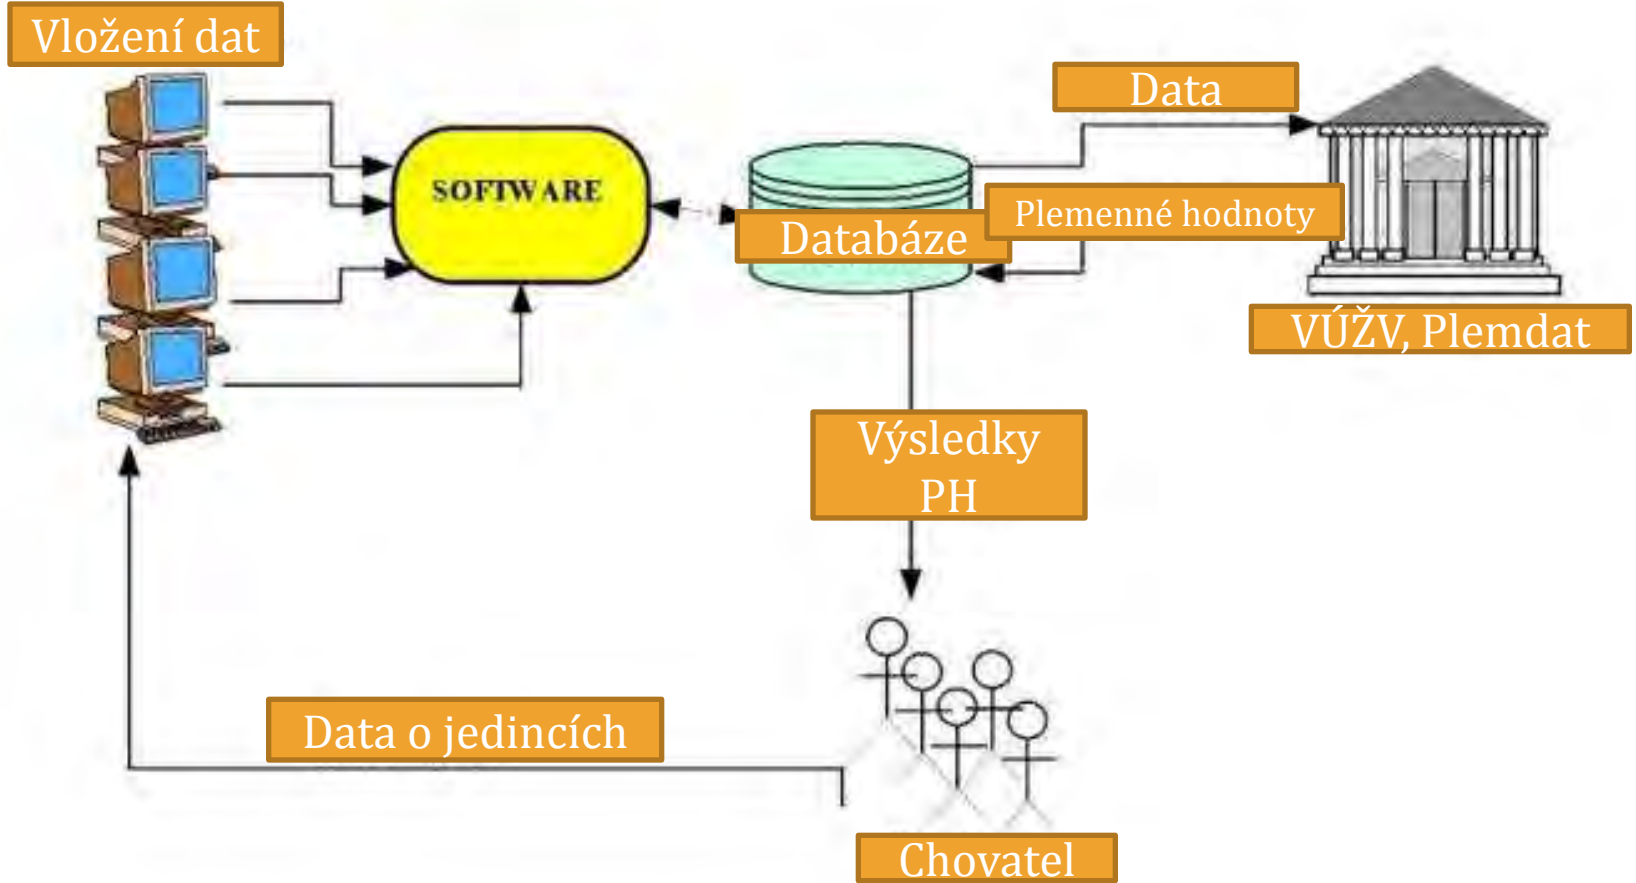 Vložení dat
Data
SOFTWARE
Plemenné hodnoty
Databáze
VÚŽV, Plemdat
Výsledky
PH
Data o jedincích
Chovatel